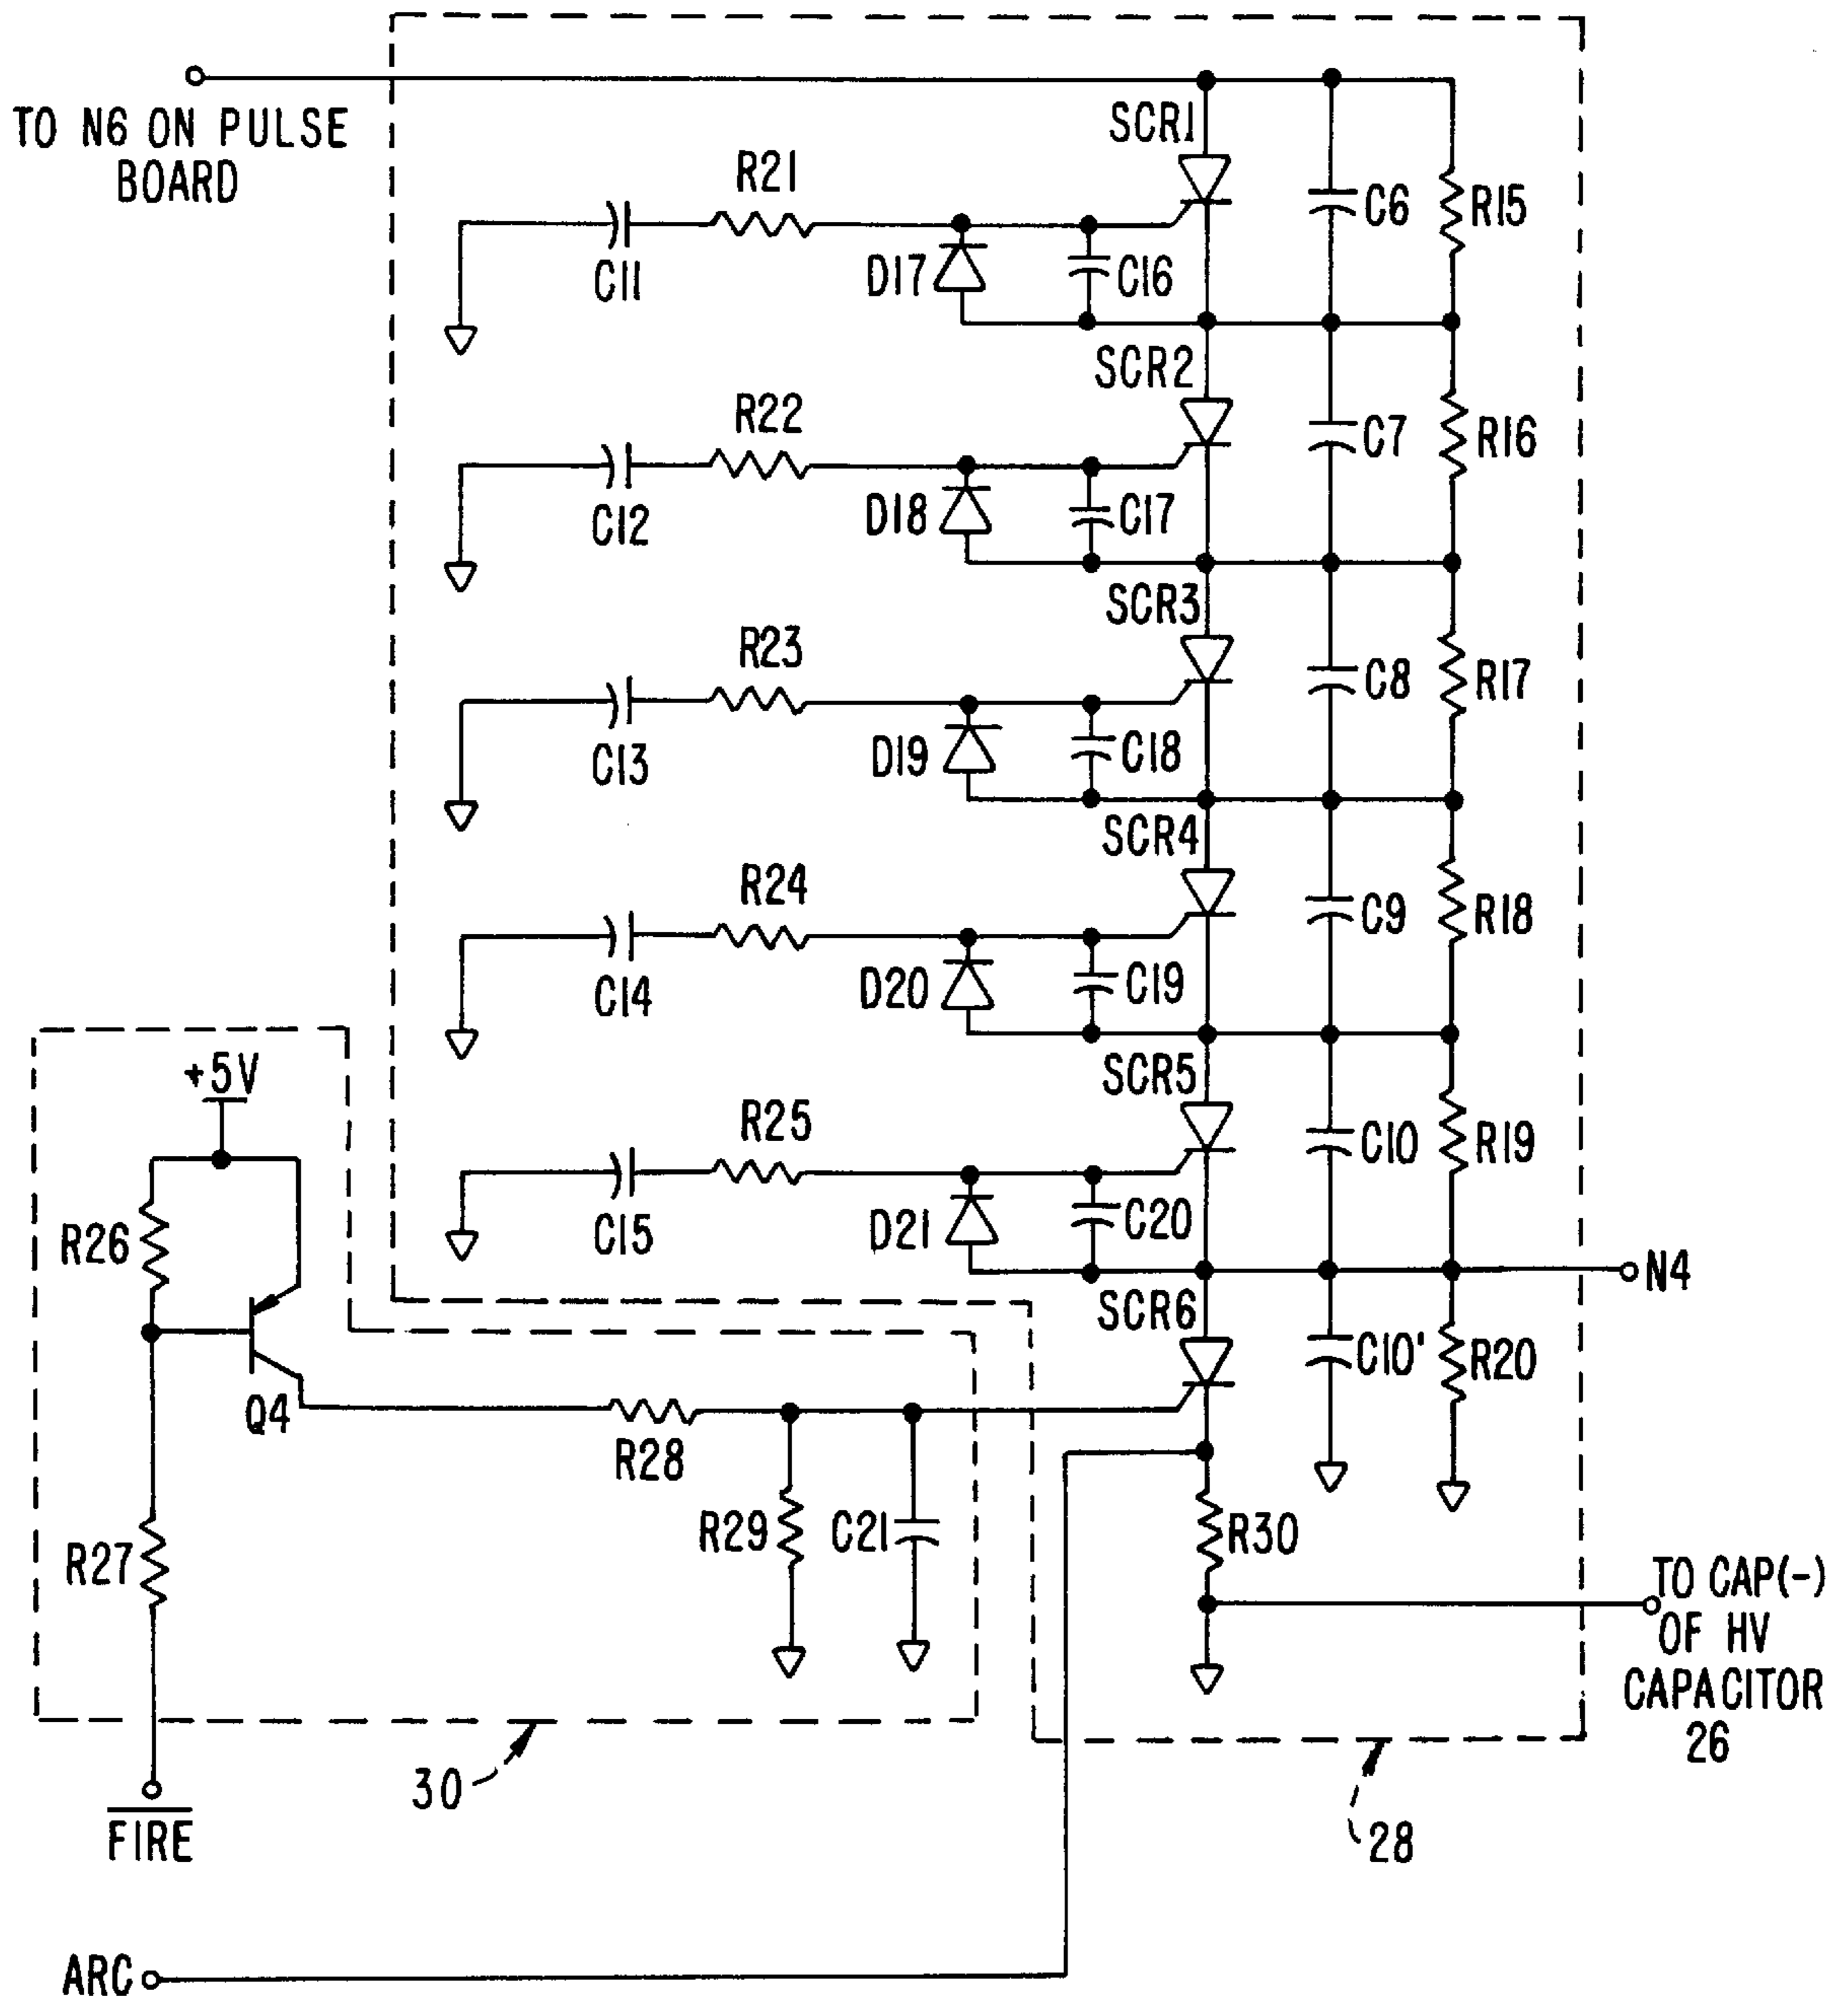 TO N6 ON PULSE
BOARD
SCR1
R21
C6
R15
C11
D17
C16
SCR2
R22
C7
R16
C12
D18
C17
SCR3
R23
C8
R17
C13
D19
C18
SCR4
R24
C9
R18
C14
D20
C19
+5V
SCR5
R25
C10
R19
R26
C15
D21
C20
N4
SCR6
C10'
R20
Q4
R28
R29
C21
R30
R27
TO CAP(-)
OF HV
CAPACITOR
26
30
28
FIRE
ARC